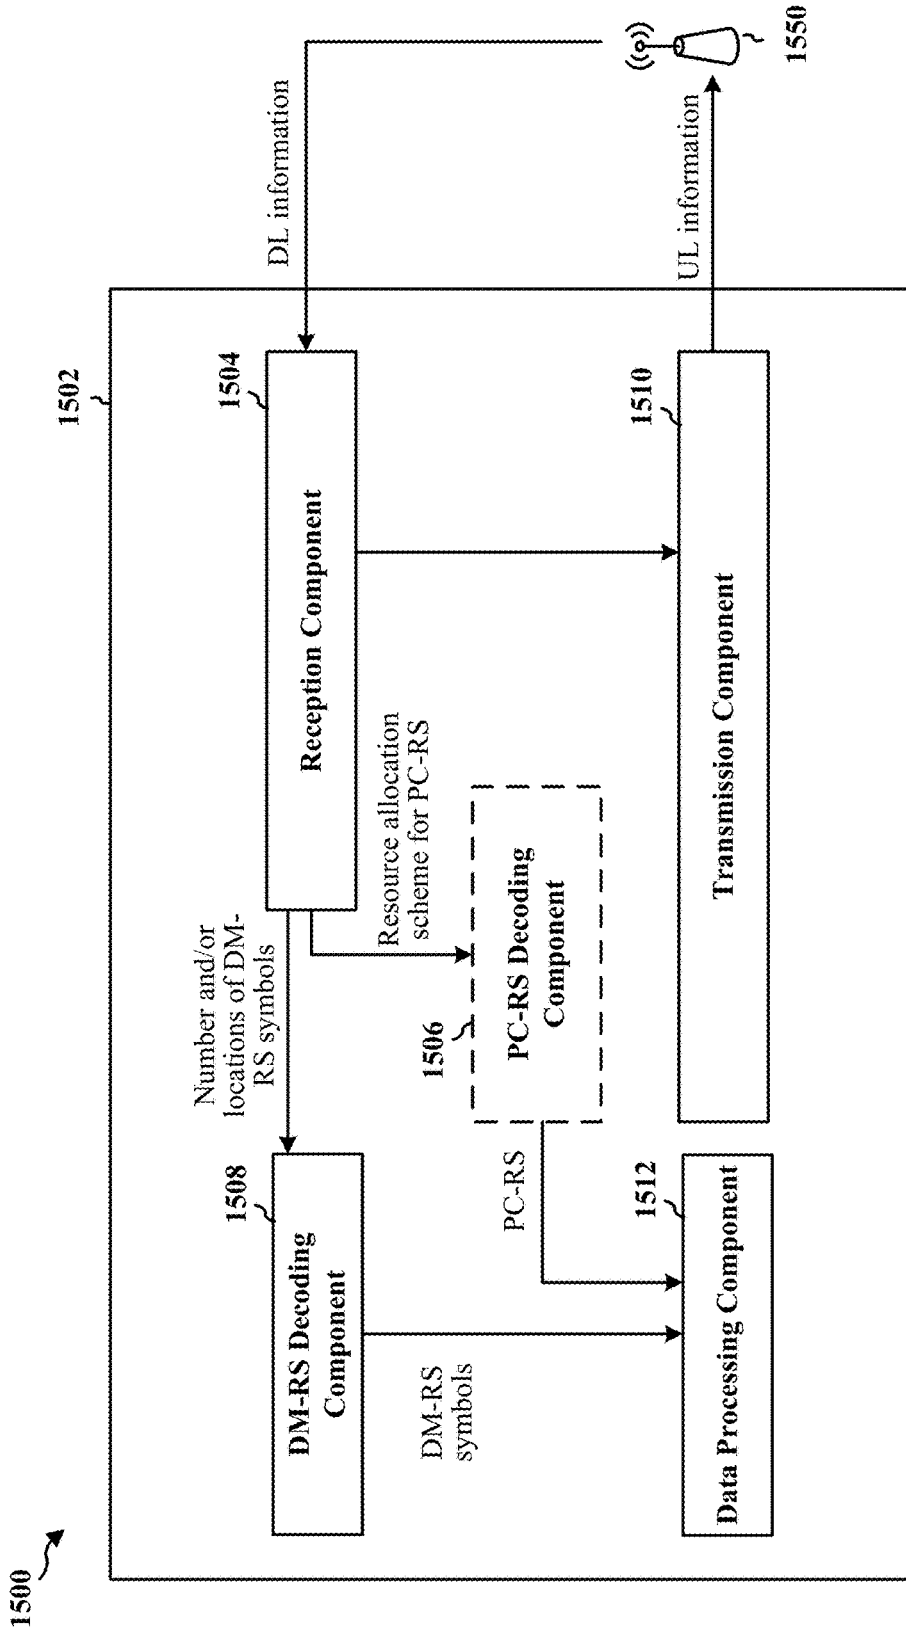 1500
1502
DM-RS Decoding
Component
1508
Number and/or
locations of DM-
RS symbols
Reception Component
1504
DL information
DM-RS
symbols
PC-RS
1506
PC-RS Decoding
Component
Resource allocation
scheme for PC-RS
Data Processing Component
1512
Transmission Component
1510
UL information
1550